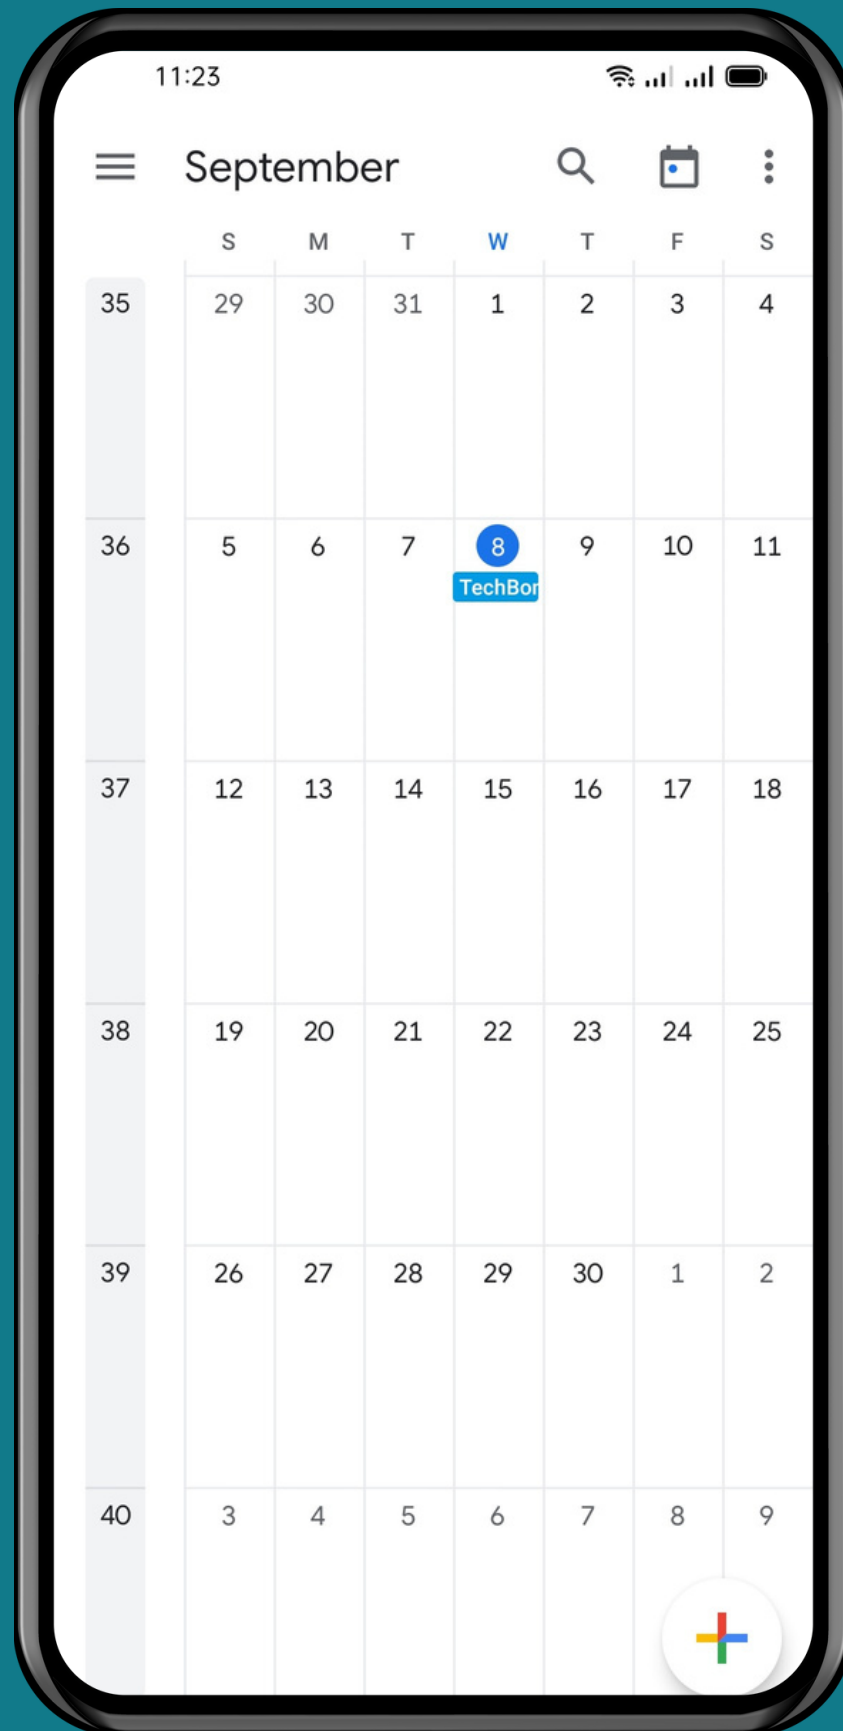 11:23
September
S M T W T F S
35 29 30 31 1 2 3 4
36 5 6 7 8 9 10 11
TechBor
37 12 13 14 15 16 17 18
38 19 20 21 22 23 24 25
39 26 27 28 29 30 1 2
40 3 4 5 6 7 8 9